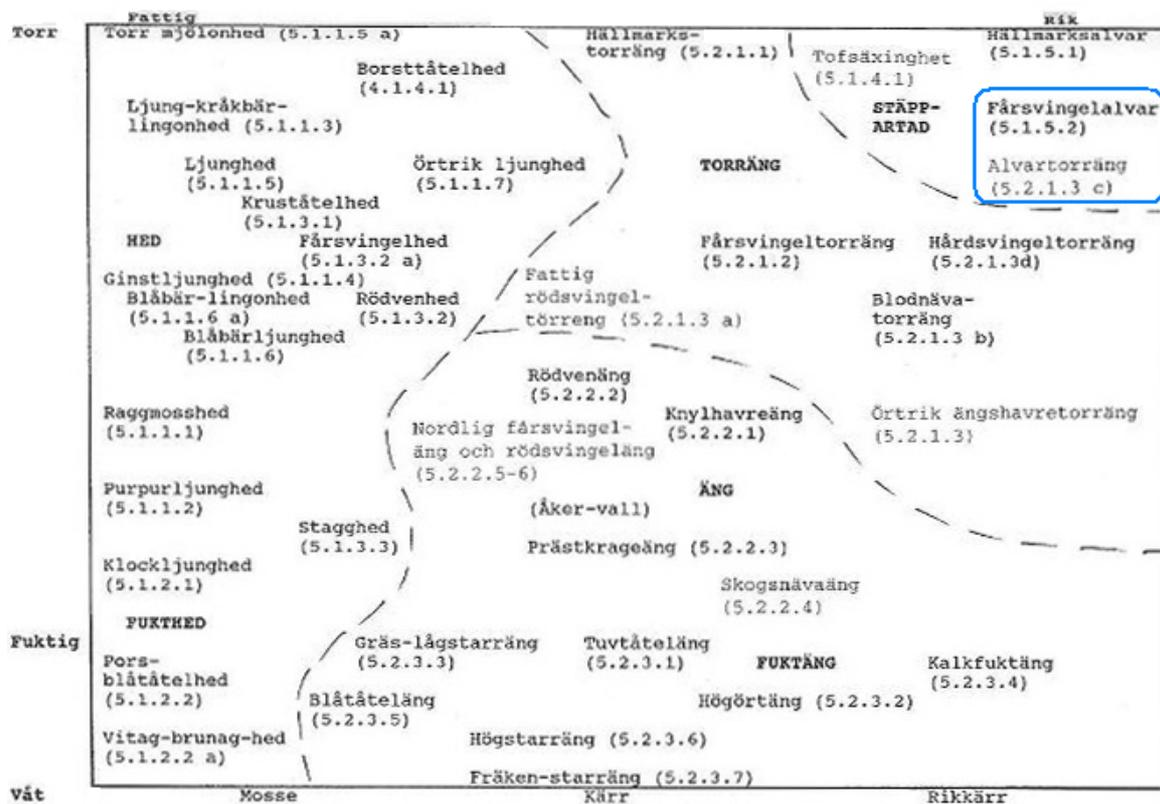 Fattig
Rik
Torr
Torr mjölonhed (5.1.1.5 a)
Hällmarks-
torräng (5.2.1.1)
Hällmarksalvar
(5.1.5.1)
Tofsäxinghet
(5.1.4.1)
Borsttåtelhed
(4.1.4.1)
Ljung-kråkbär-
lingonhed (5.1.1.3)
STÄPP-
ARTAD
Fårsvingelalvar
(5.1.5.2)
Ljunghed
(5.1.1.5)
Örtrik ljunghed
(5.1.1.7)
TORRÄNG
Alvartorräng
(5.2.1.3 c)
Kruståtelhed
(5.1.3.1)
HED
Fårsvingelhed
(5.1.3.2 a)
Fårsvingeltorräng
(5.2.1.2)
Hårdsvingeltorräng
(5.2.1.3d)
Ginstljunghed (5.1.1.4)
Blåbär-lingonhed
(5.1.1.6 a)
Rödvenhed
(5.1.3.2)
Fattig
rödsvingel-
törreng (5.2.1.3 a)
Blodnäva-
torräng
(5.2.1.3 b)
Blåbärljunghed
(5.1.1.6)
Rödvenäng
(5.2.2.2)
Raggmosshed
(5.1.1.1)
Nordlig fårsvingel-
äng och rödsvingeläng
(5.2.2.5-6)
Knylhavreäng
(5.2.2.1)
Örtrik ängshavretorräng
(5.2.1.3)
Purpurljunghed
(5.1.1.2)
ÄNG
(Åker-vall)
Stagghed
(5.1.3.3)
Prästkrageäng (5.2.2.3)
Klockljunghed
(5.1.2.1)
Skogsnävaäng
(5.2.2.4)
FUKTHED
Fuktig
Gräs-lågstarräng
(5.2.3.3)
Tuvtåteläng
(5.2.3.1)
FUKTÄNG
Kalkfuktäng
(5.2.3.4)
Pors-
blåtåtelhed
(5.1.2.2)
Blåtåteläng
(5.2.3.5)
Högörtäng (5.2.3.2)
Vitag-brunag-hed
(5.1.2.2 a)
Högstarräng (5.2.3.6)
Fräken-starräng (5.2.3.7)
Våt
Mosse
Kärr
Rikkärr